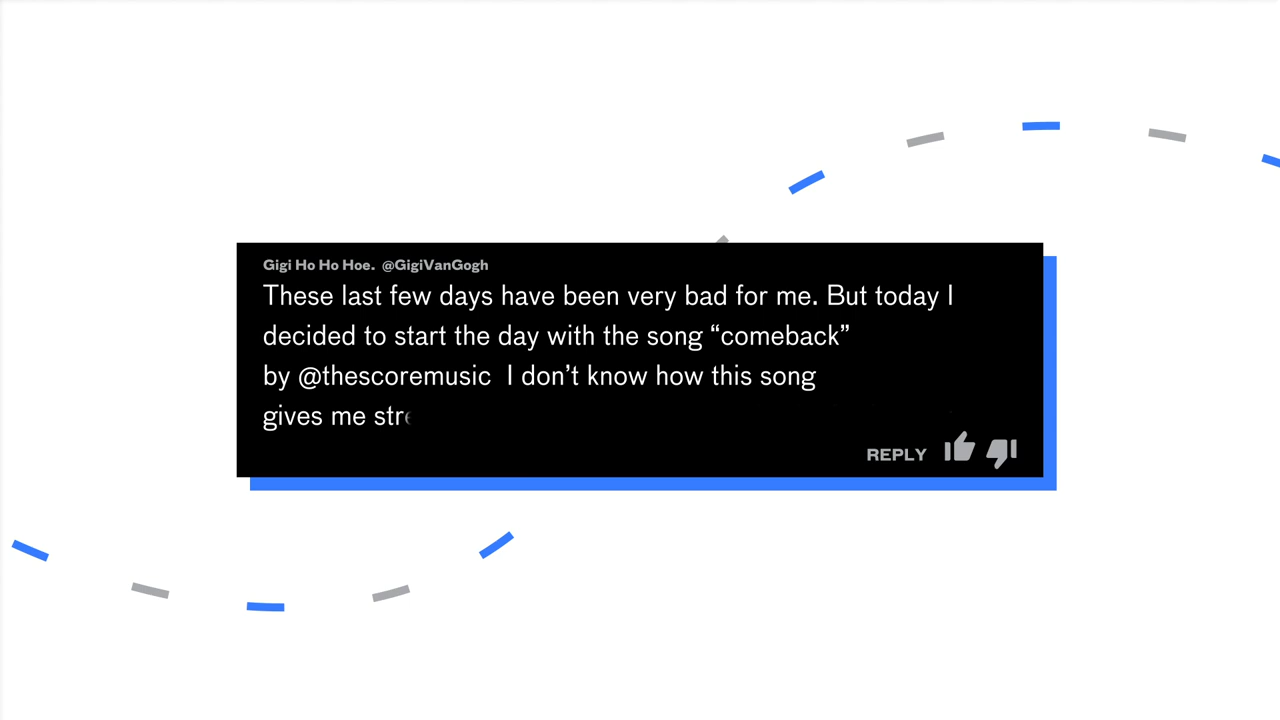 Gigi Ho Ho Hoe. @GigiVanGogh
These last few days have been very bad for me. But today I
decided to start the day with the song “comeback”
by @thescoremusic I don’t know how this song
gives me stre
REPLY